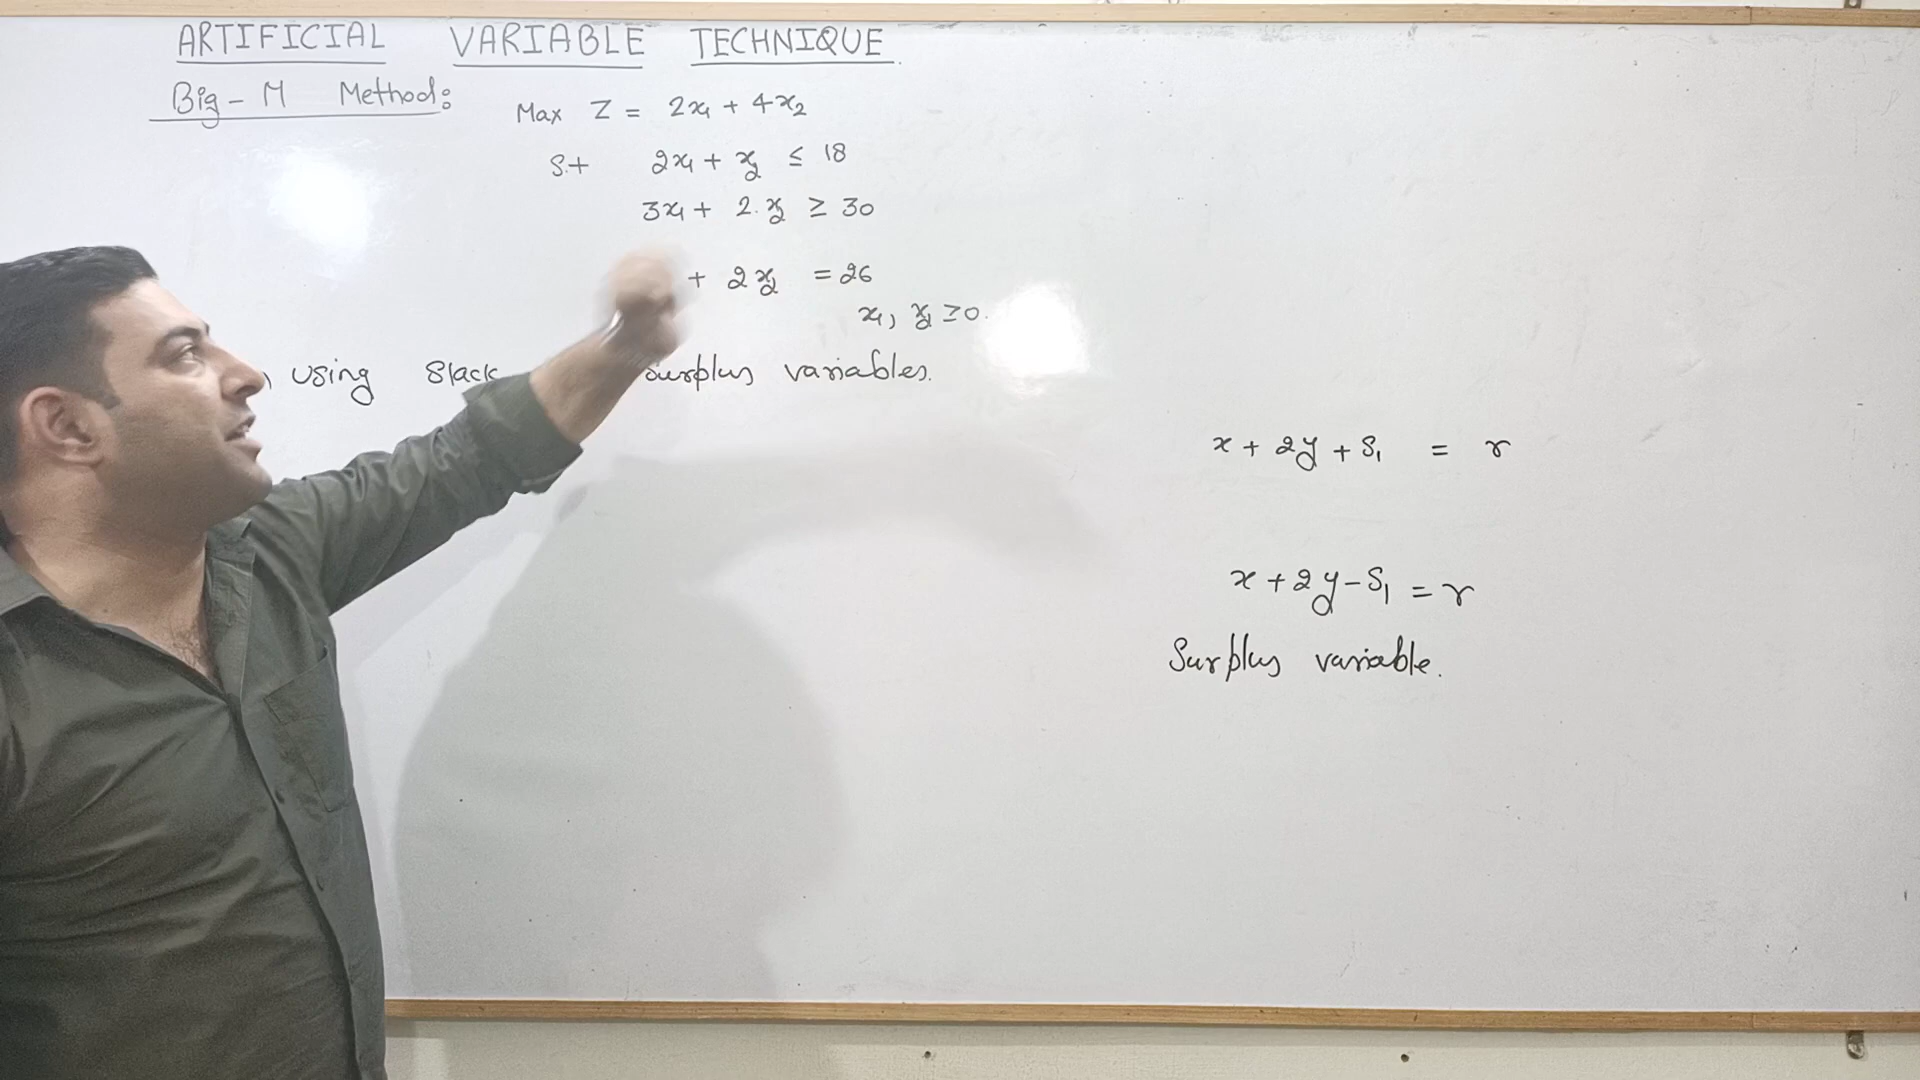 ARTIFICIAL VARIABLE TECHNIQUE.
Big-M Method:
Max Z = 2x₁ + 4x₂
S.t 2x₁ + x₂ ≤ 18
3x₁ + 2.x₂ ≥ 30
+ 2x₂ = 26
x₁, x₂ ≥ 0.
using Slack surplus variables.
x + 2y + S₁ = r
x + 2y - S₁ = r
Surplus variable.